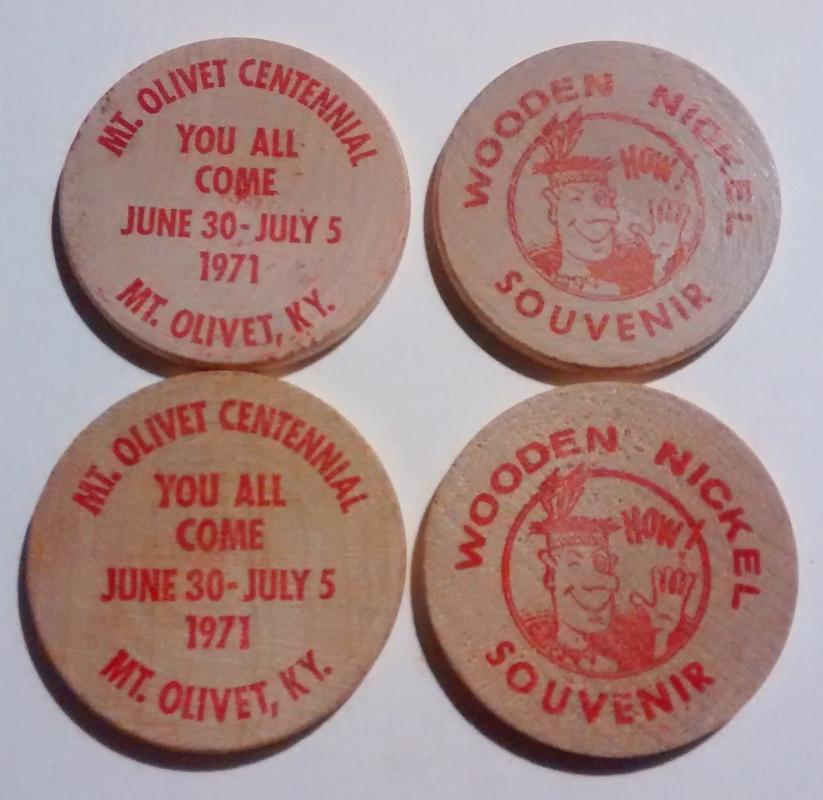 MT. OLIVET CENTENNIAL
YOU ALL
COME
JUNE 30-JULY 5
1971
MT. OLIVET, KY.
WOODEN NICKEL
HOW!
SOUVENIR
MT. OLIVET CENTENNIAL
YOU ALL
COME
JUNE 30-JULY 5
1971
MT. OLIVET, KY.
WOODEN NICKEL
HOW!
SOUVENIR